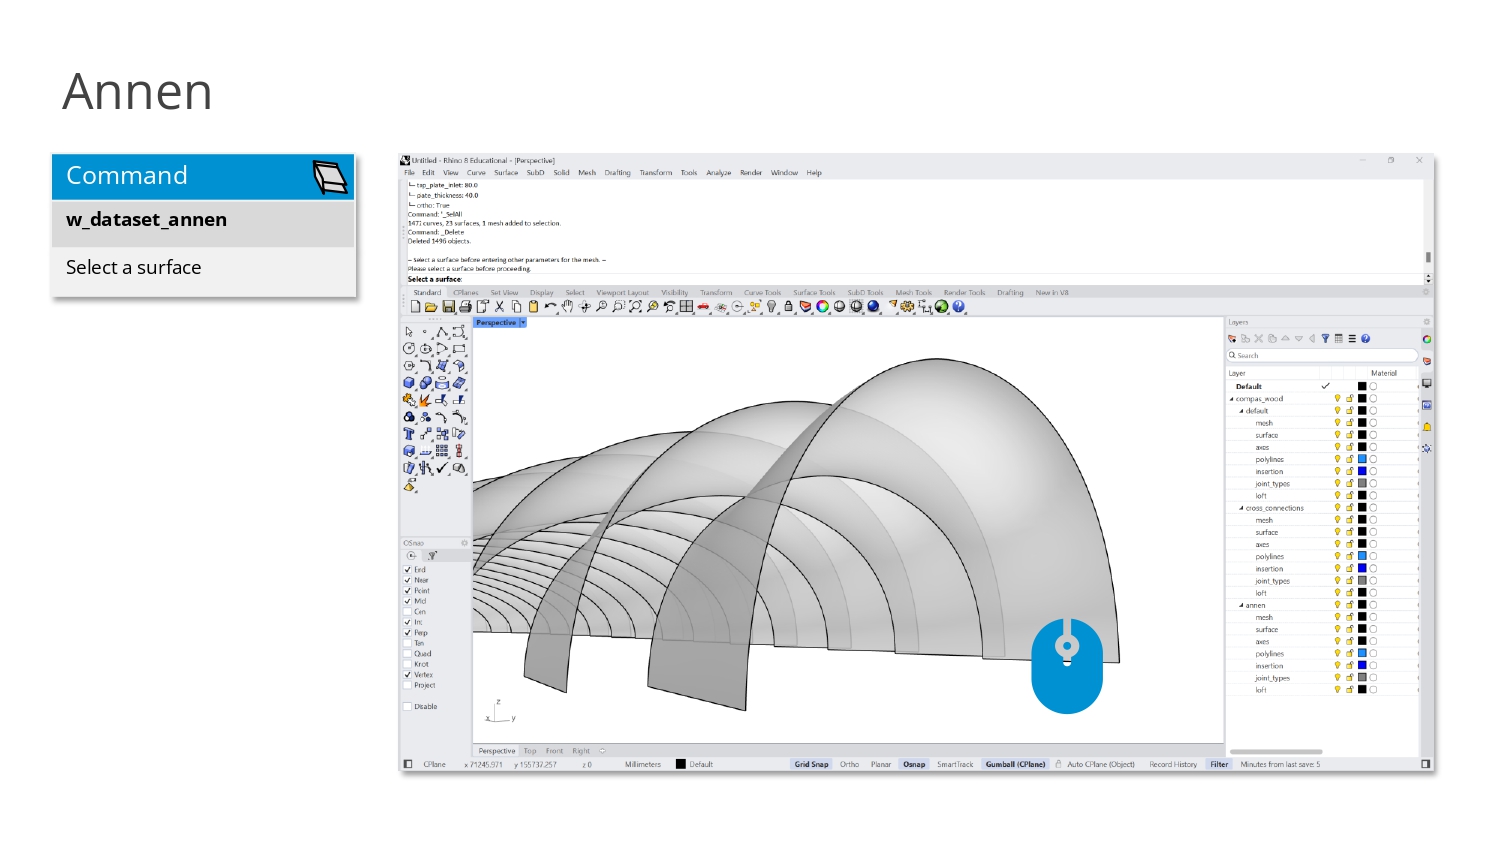 Annen
Command
w_dataset_annen
Select a surface
Untitled - Rhino 8 Educational - [Perspective]
File Edit View Curve Surface SubD Solid Mesh Drafting Transform Tools Analyze Render Window Help
top_plate_inlet: 80.0
plate_thickness: 40.0
ortho: True
Command: '_SelAll
1472 curves, 23 surfaces, 1 mesh added to selection.
Command: _Delete
Deleted 1496 objects.
-- Select a surface before entering other parameters for the mesh. --
Please select a surface before proceeding.
Select a surface:
Standard CPlanes Set View Display Select Viewport Layout Visibility Transform Curve Tools Surface Tools Solid Tools SubD Tools Mesh Tools Render Tools Drafting New in V8
Perspective
Layers
Search
Layer Material
Default
compas_wood
default
mesh
surface
axes
polylines
insertion
joint_types
loft
cross_connections
mesh
surface
axes
polylines
insertion
joint_types
loft
annen
mesh
surface
axes
polylines
insertion
joint_types
loft
OSnap
End
Near
Point
Mid
Cen
Int
Perp
Tan
Quad
Knot
Vertex
Project
Disable
z
x y
Perspective Top Front Right
CPlane x 71245.971 y 155737.257 z 0 Millimeters Default Grid Snap Ortho Planar Osnap SmartTrack Gumball (CPlane) Auto CPlane (Object) Record History Filter Minutes from last save: 5